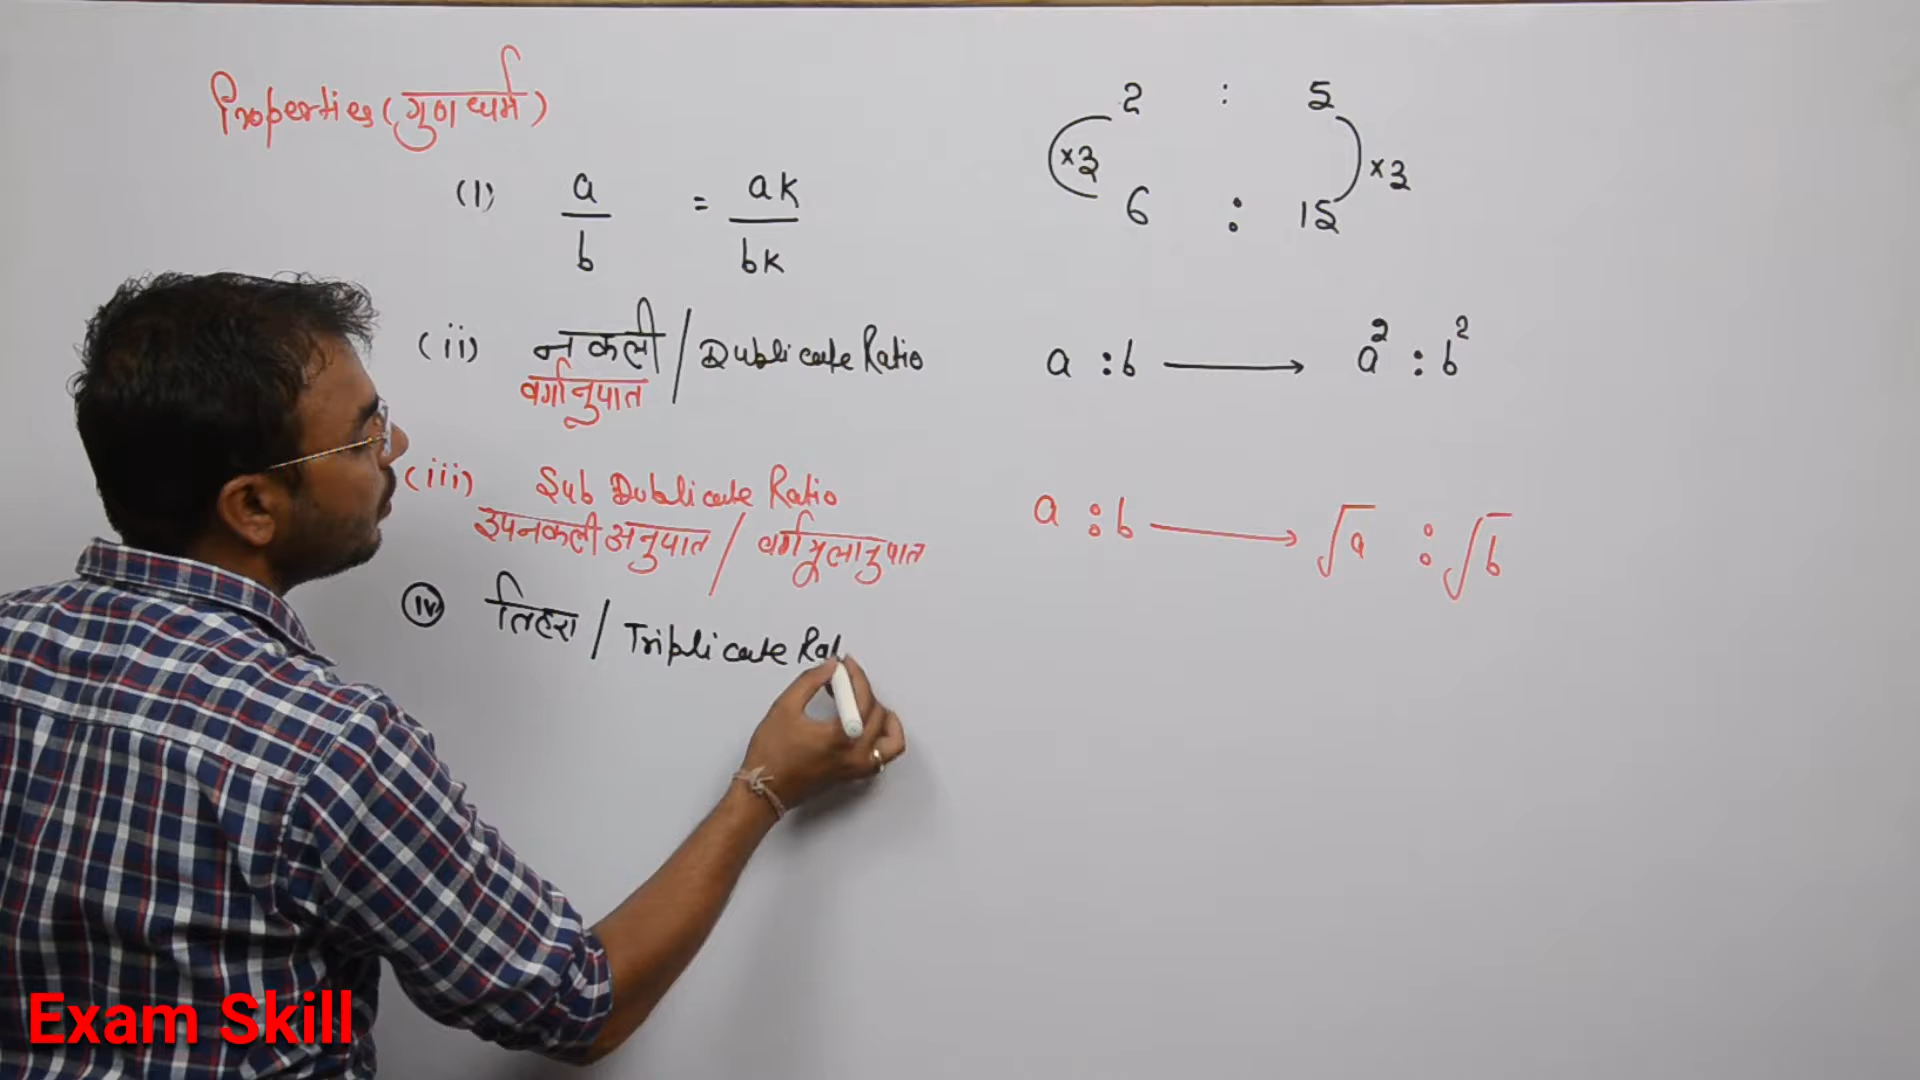 Properties (गुणधर्म)
2 : 5
×3 ×3
6 : 15
(i) a/b = ak/bk
(ii) नकली / Dublicate Ratio
वर्गानुपात
a : b → a² : b²
(iii) Sub Dublicate Ratio
उपनकली अनुपात / वर्गमूलानुपात
a : b → √a : √b
(iv) तिहरा / Triplicate Rat
Exam Skill